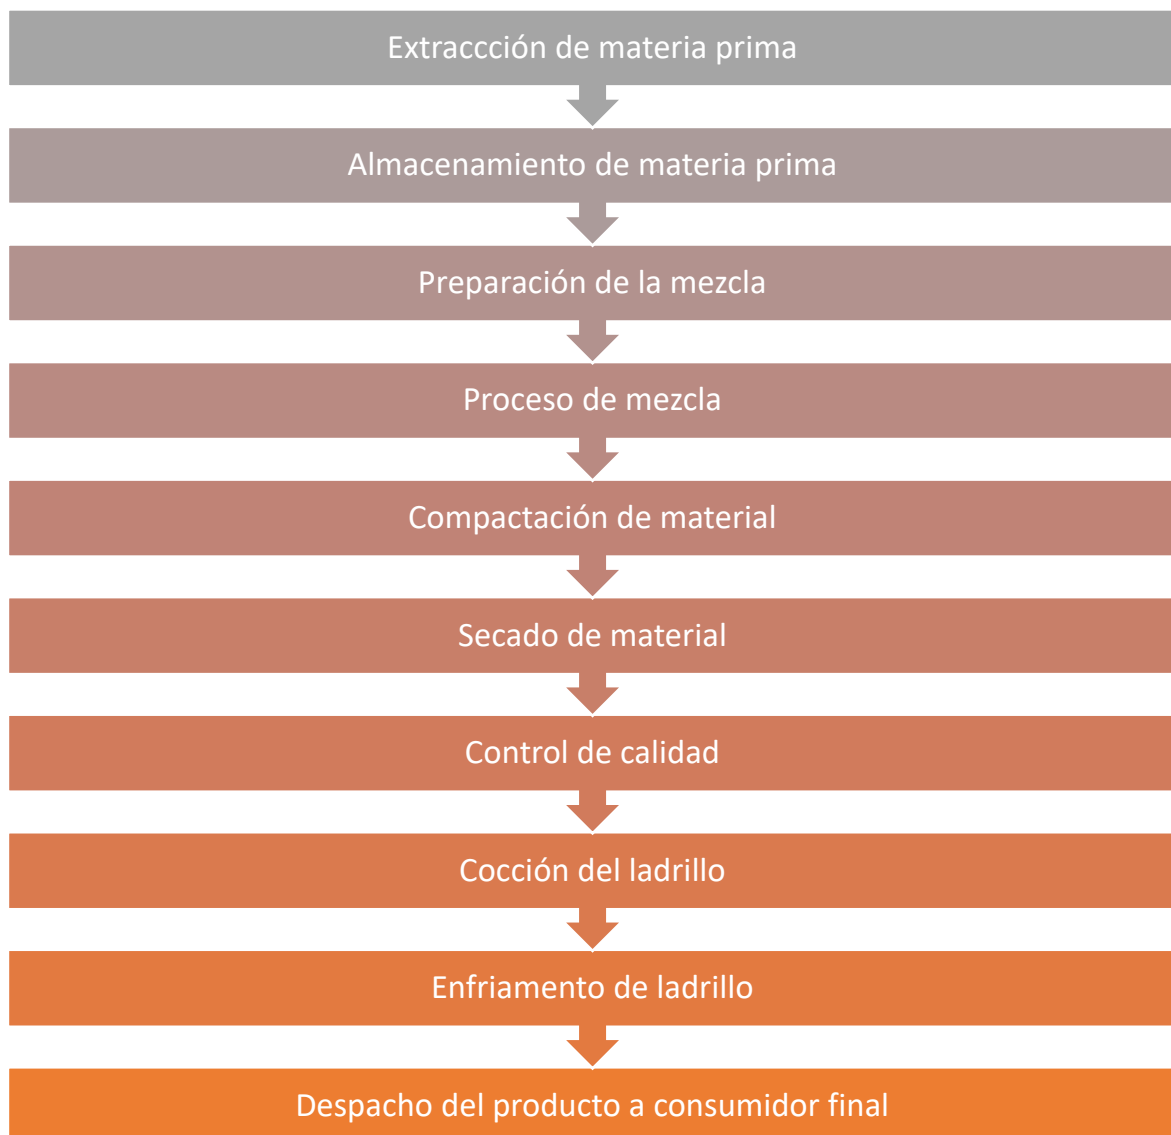 Extraccción de materia prima
Almacenamiento de materia prima
Preparación de la mezcla
Proceso de mezcla
Compactación de material
Secado de material
Control de calidad
Cocción del ladrillo
Enfriamento de ladrillo
Despacho del producto a consumidor final